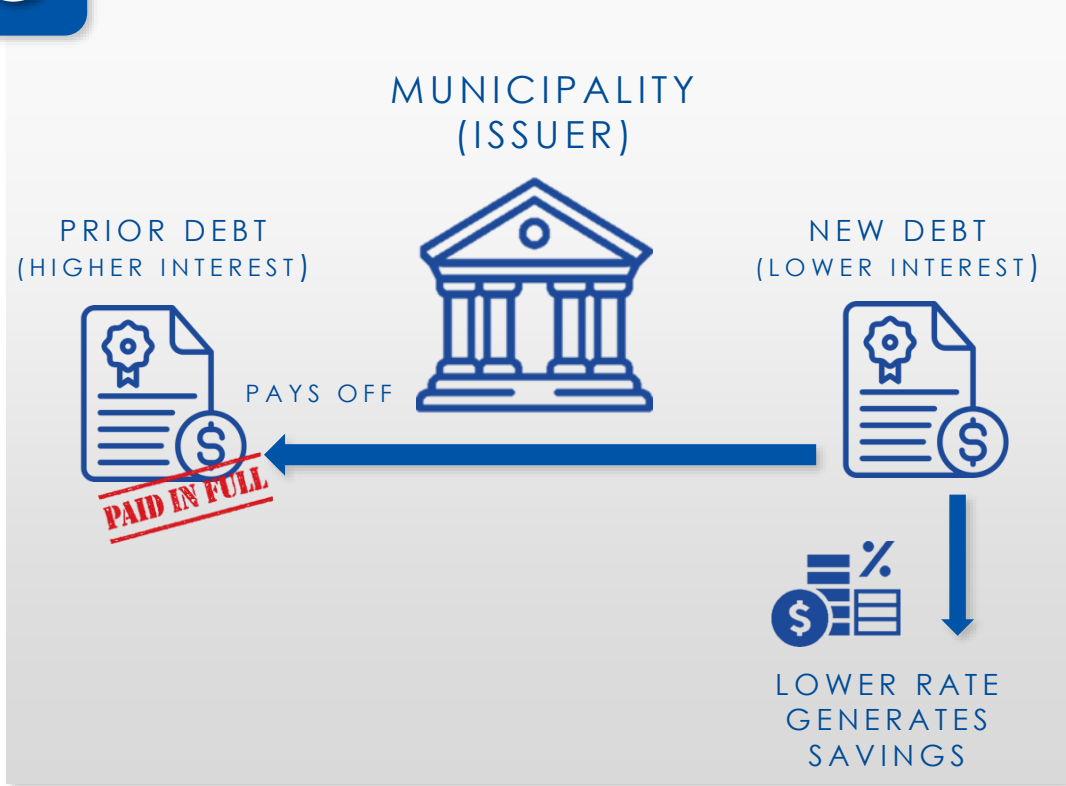 MUNICIPALITY
(ISSUER)
PRIOR DEBT
(HIGHER INTEREST)
NEW DEBT
(LOWER INTEREST)
PAYS OFF
$
$
PAID IN FULL
%
$
LOWER RATE
GENERATES
SAVINGS